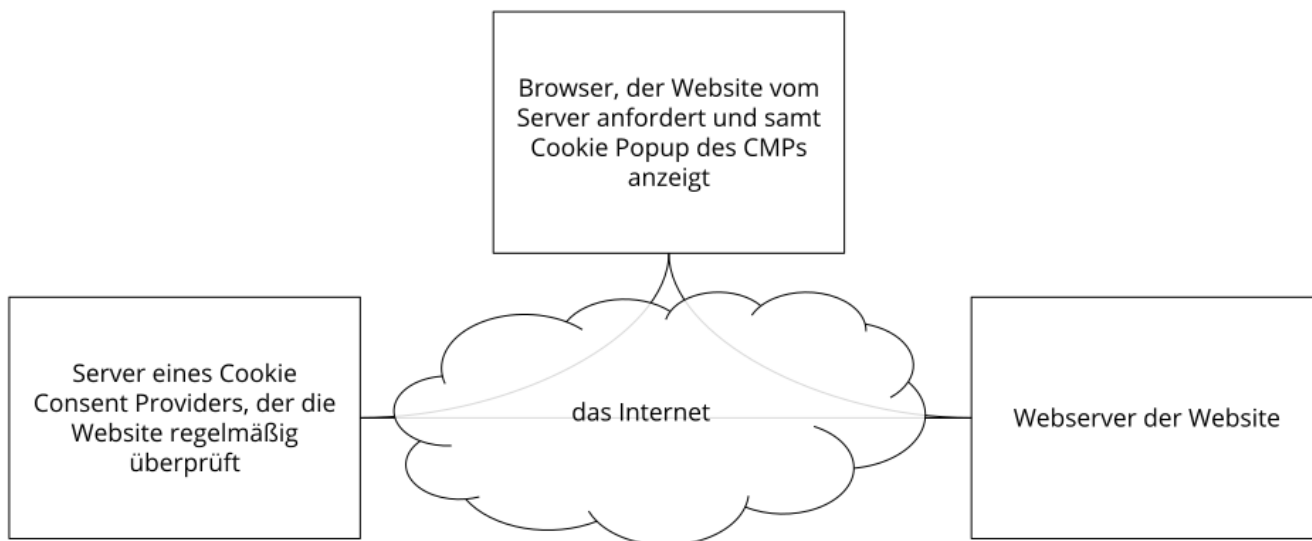 Browser, der Website vom
Server anfordert und samt
Cookie Popup des CMPs
anzeigt
Server eines Cookie
Consent Providers, der die
Website regelmäßig
überprüft
das Internet
Webserver der Website